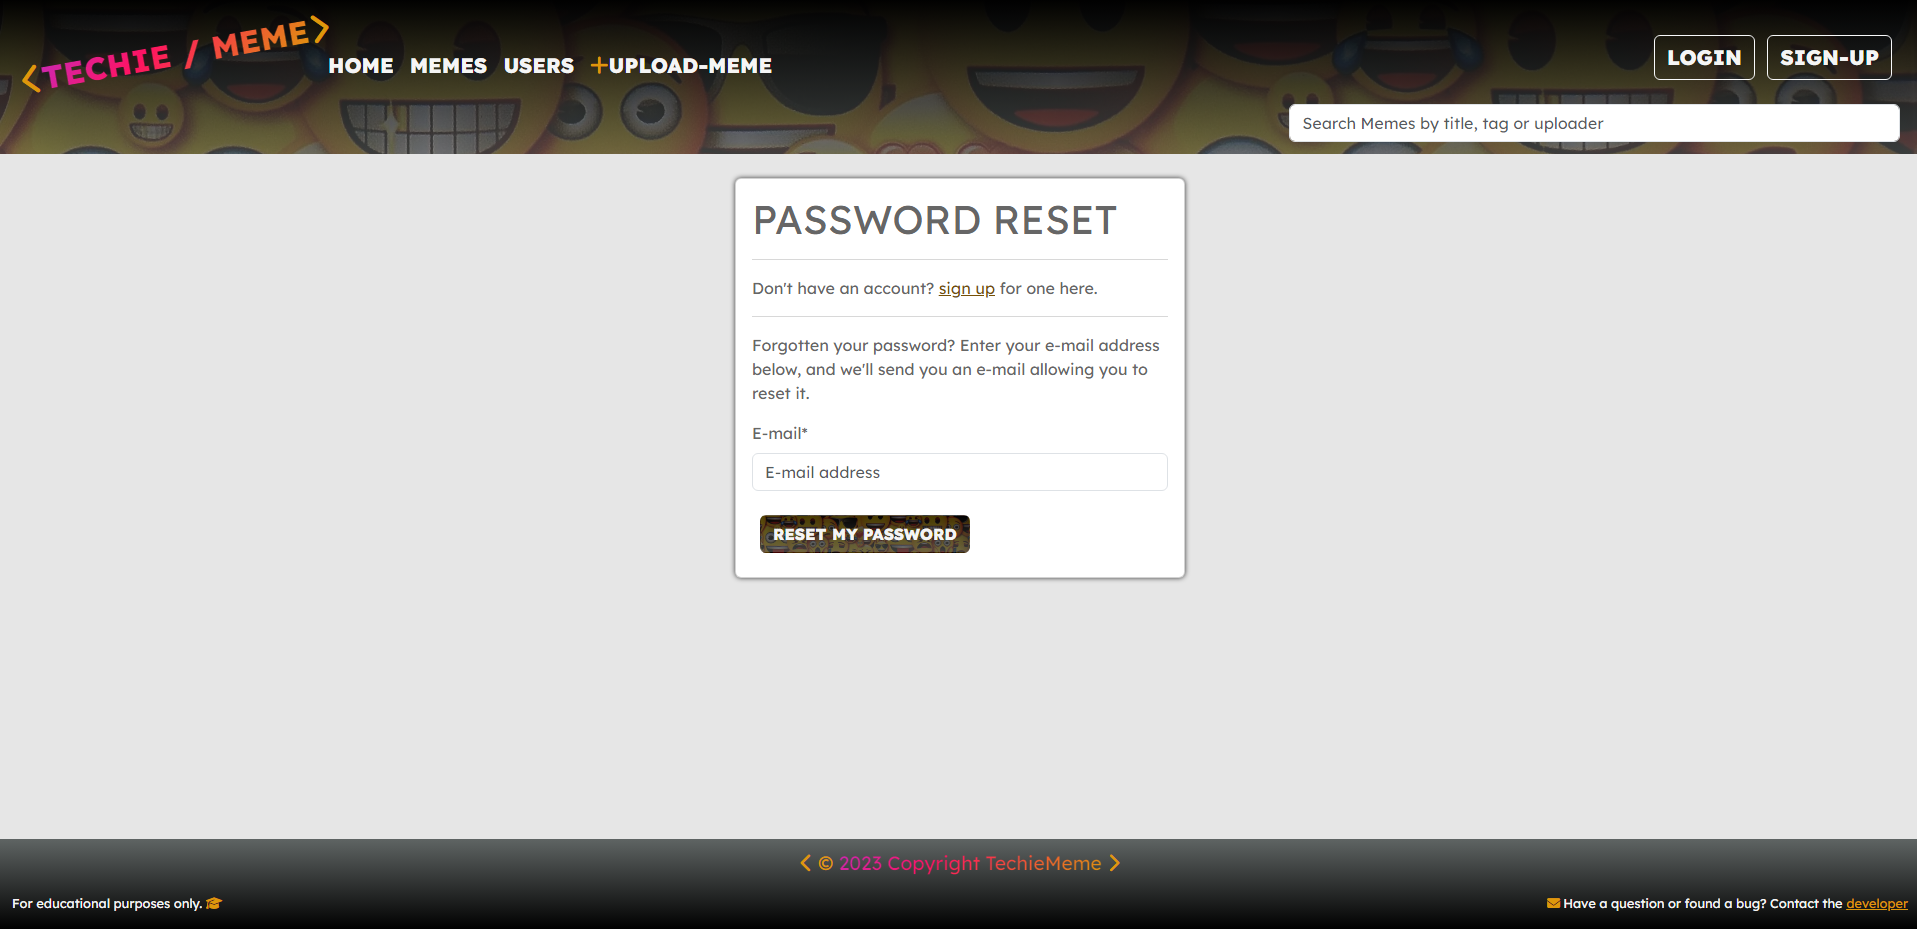 <TECHIE / MEME>
HOME MEMES USERS +UPLOAD-MEME
LOGIN SIGN-UP
Search Memes by title, tag or uploader
PASSWORD RESET
Don't have an account? sign up for one here.
Forgotten your password? Enter your e-mail address
below, and we'll send you an e-mail allowing you to
reset it.
E-mail*
E-mail address
RESET MY PASSWORD
< © 2023 Copyright TechieMeme >
For educational purposes only.
Have a question or found a bug? Contact the developer